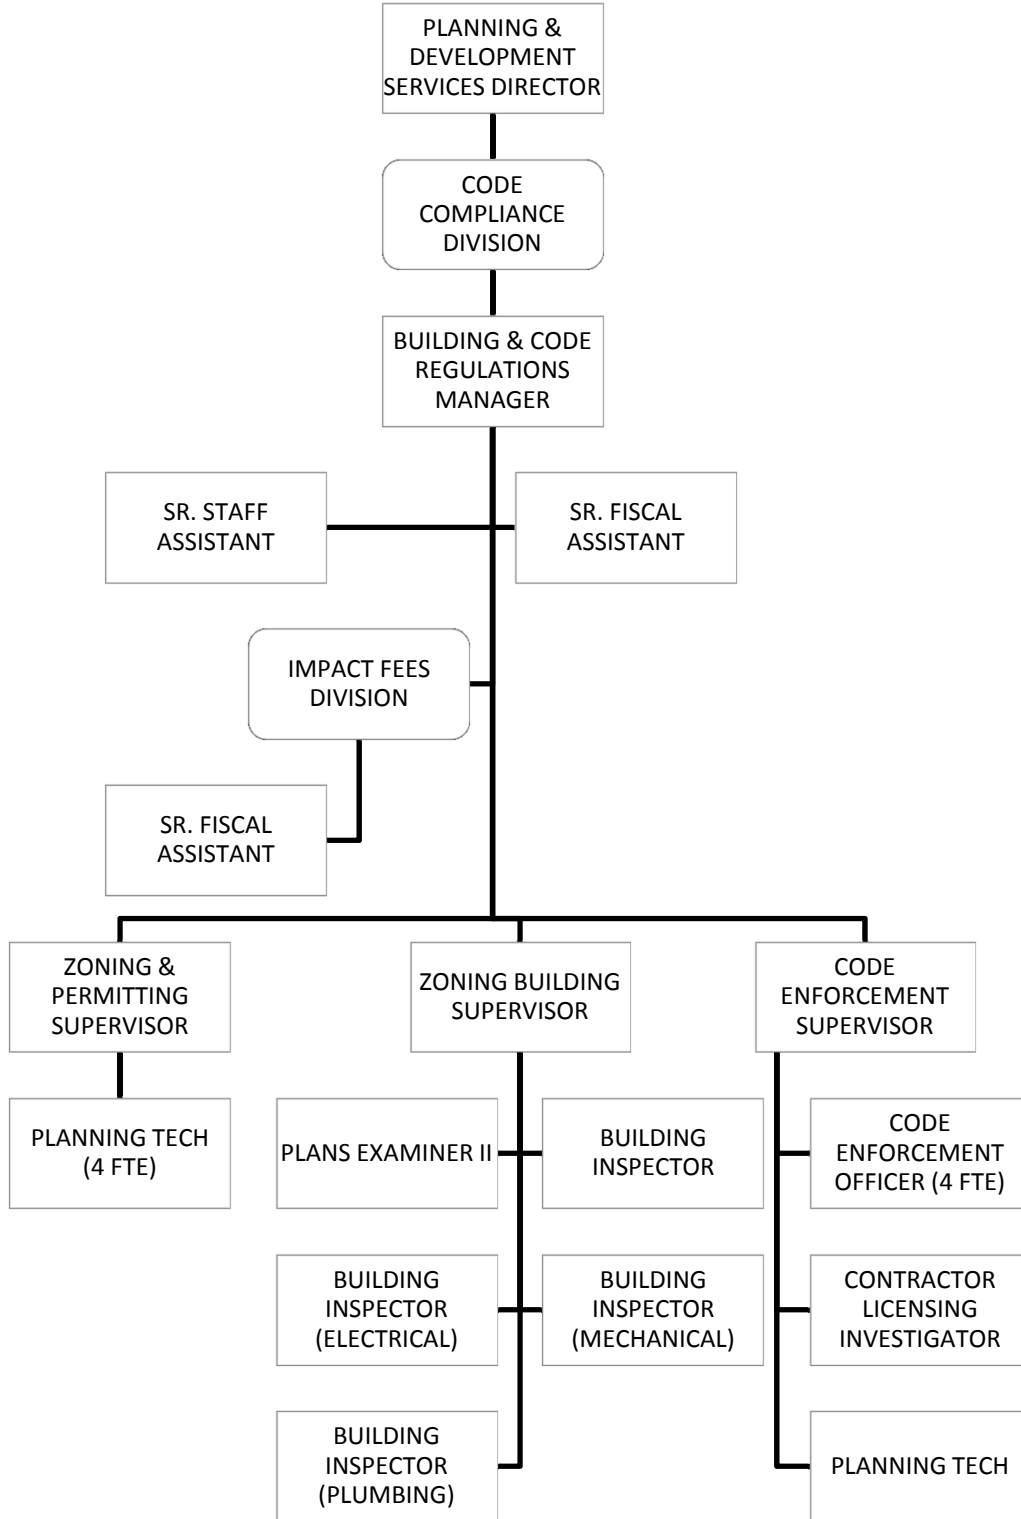 PLANNING &
DEVELOPMENT
SERVICES DIRECTOR
CODE
COMPLIANCE
DIVISION
BUILDING & CODE
REGULATIONS
MANAGER
SR. STAFF
ASSISTANT
SR. FISCAL
ASSISTANT
IMPACT FEES
DIVISION
SR. FISCAL
ASSISTANT
ZONING &
PERMITTING
SUPERVISOR
ZONING BUILDING
SUPERVISOR
CODE
ENFORCEMENT
SUPERVISOR
PLANNING TECH
(4 FTE)
PLANS EXAMINER II
BUILDING
INSPECTOR
CODE
ENFORCEMENT
OFFICER (4 FTE)
BUILDING
INSPECTOR
(ELECTRICAL)
BUILDING
INSPECTOR
(MECHANICAL)
CONTRACTOR
LICENSING
INVESTIGATOR
BUILDING
INSPECTOR
(PLUMBING)
PLANNING TECH